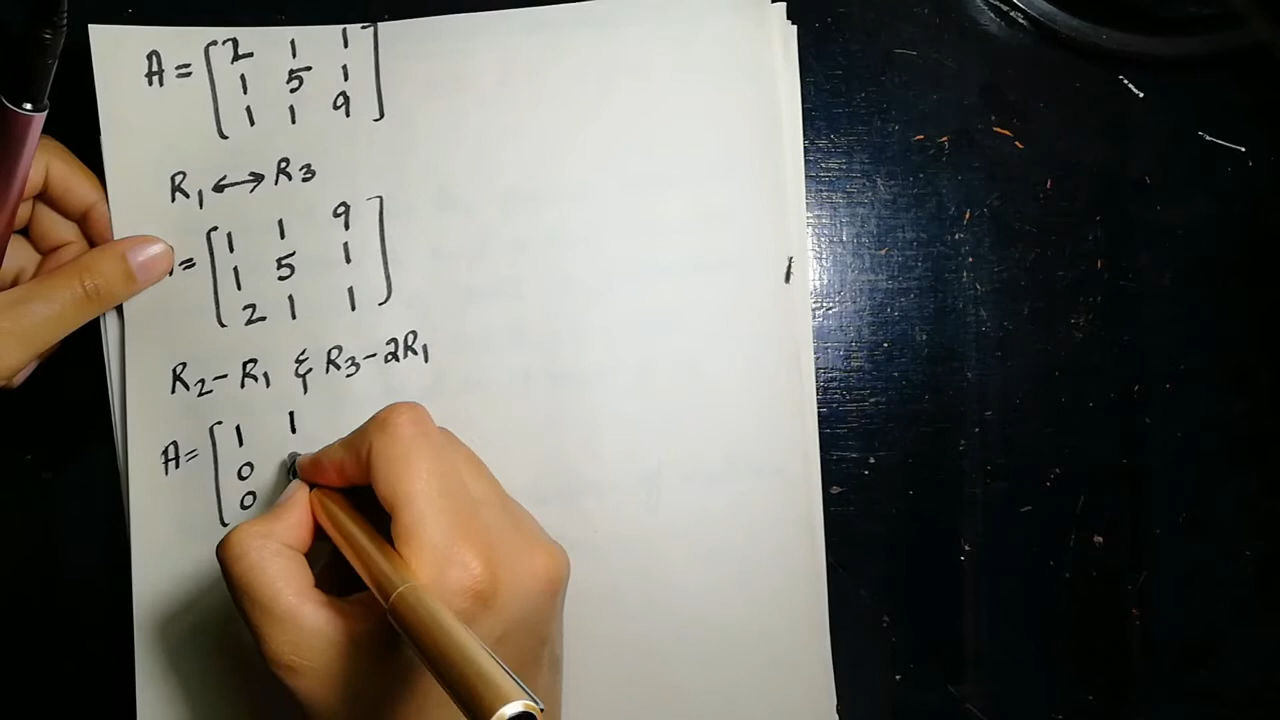 A = [2 1 1
1 5 1
1 1 9]
R1 ↔ R3
= [1 1 9
1 5 1
2 1 1]
R2 - R1 & R3 - 2R1
A = [1 1
0
0